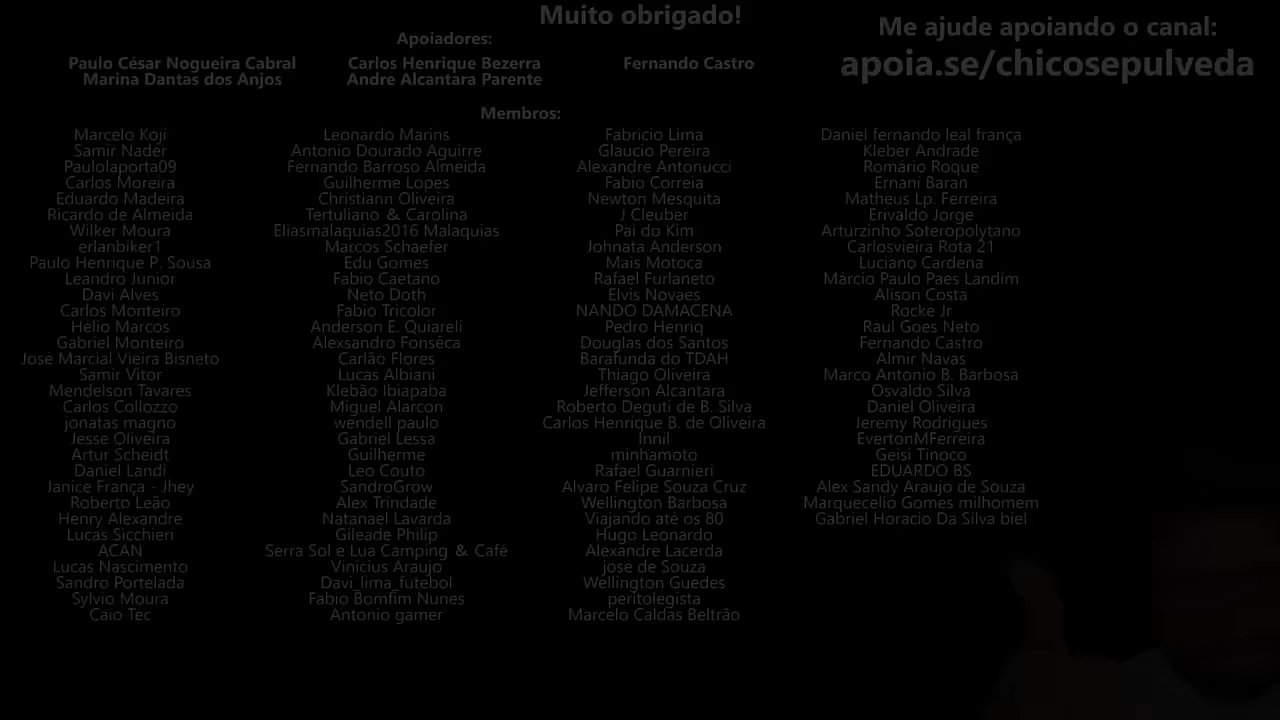 Muito obrigado!
Me ajude apoiando o canal:
apoia.se/chicosepulveda
Apoiadores:
Paulo César Nogueira Cabral
Marina Dantas dos Anjos
Carlos Henrique Bezerra
Andre Alcantara Parente
Fernando Castro
Membros:
Marcelo Koji
Samir Nader
Paulolaporta09
Carlos Moreira
Eduardo Madeira
Ricardo de Almeida
Wilker Moura
erlanbiker1
Paulo Henrique P. Sousa
Leandro Junior
Davi Alves
Carlos Monteiro
Hélio Marcos
Gabriel Monteiro
José Marcial Vieira Bisneto
Samir Vitor
Mendelson Tavares
Carlos Collozzo
jonatas magno
Jesse Oliveira
Artur Scheidt
Daniel Landi
Janice França - Jhey
Roberto Leão
Henry Alexandre
Lucas Sicchieri
ACAN
Lucas Nascimento
Sandro Portelada
Sylvio Moura
Caio Tec
Leonardo Marins
Antonio Dourado Aguirre
Fernando Barroso Almeida
Guilherme Lopes
Christiann Oliveira
Tertuliano & Carolina
Eliasmalaquias2016 Malaquias
Marcos Schaefer
Edu Gomes
Fabio Caetano
Neto Doth
Fabio Tricolor
Anderson E. Quiareli
Alexsandro Fonsêca
Carlão Flores
Lucas Albiani
Klebão Ibiapaba
Miguel Alarcon
wendell paulo
Gabriel Lessa
Guilherme
Leo Couto
SandroGrow
Alex Trindade
Natanael Lavarda
Gileade Philip
Serra Sol e Lua Camping & Café
Vinicius Araujo
Davi_lima_futebol
Fabio Bomfim Nunes
Antonio gamer
Fabricio Lima
Glaucio Pereira
Alexandre Antonucci
Fabio Correia
Newton Mesquita
J Cleuber
Pai do Kim
Johnata Anderson
Mais Motoca
Rafael Furlaneto
Elvis Novaes
NANDO DAMACENA
Pedro Henriq
Douglas dos Santos
Barafunda do TDAH
Thiago Oliveira
Jefferson Alcantara
Roberto Deguti de B. Silva
Carlos Henrique B. de Oliveira
Innil
minhamoto
Rafael Guarnieri
Alvaro Felipe Souza Cruz
Wellington Barbosa
Viajando até os 80
Hugo Leonardo
Alexandre Lacerda
jose de Souza
Wellington Guedes
peritolegista
Marcelo Caldas Beltrão
Daniel fernando leal frança
Kleber Andrade
Romário Roque
Ernani Baran
Matheus Lp. Ferreira
Erivaldo Jorge
Arturzinho Soteropolytano
Carlosvieira Rota 21
Luciano Cardena
Márcio Paulo Paes Landim
Alison Costa
Rocke Jr
Raul Goes Neto
Fernando Castro
Almir Navas
Marco Antonio B. Barbosa
Osvaldo Silva
Daniel Oliveira
Jeremy Rodrigues
EvertonMFerreira
Geisi Tinoco
EDUARDO BS
Alex Sandy Araujo de Souza
Marquecelio Gomes milhomem
Gabriel Horacio Da Silva biel